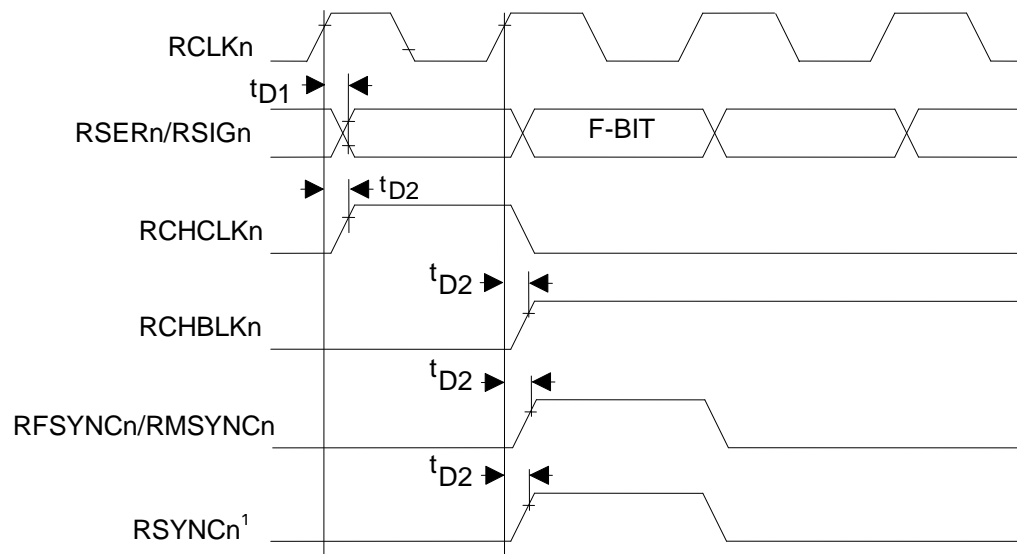 RCLKn
tD1
RSERn/RSIGn
F-BIT
tD2
RCHCLKn
tD2
RCHBLKn
tD2
RFSYNCn/RMSYNCn
tD2
RSYNCn¹